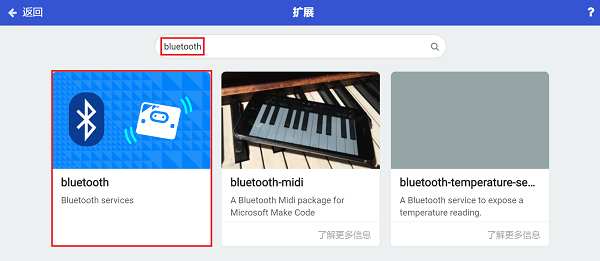 返回
扩展
?
bluetooth
bluetooth
Bluetooth services
bluetooth-midi
A Bluetooth Midi package for
Microsoft Make Code
了解更多信息
bluetooth-temperature-se...
A Bluetooth service to expose a
temperature reading.
了解更多信息